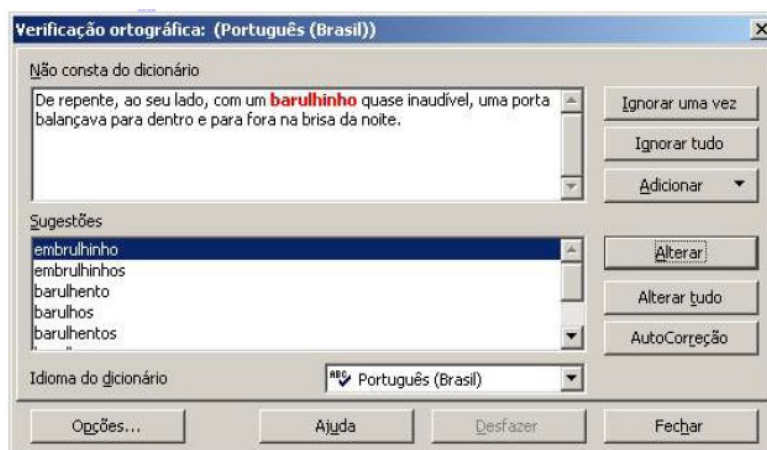 Verificação ortográfica: (Português (Brasil))
Não consta do dicionário
De repente, ao seu lado, com um barulhinho quase inaudível, uma porta
balançava para dentro e para fora na brisa da noite.
Ignorar uma vez
Ignorar tudo
Adicionar
Sugestões
embrulhinho
embrulhinhos
barulhento
barulhos
barulhentos
Alterar
Alterar tudo
AutoCorreção
Idioma do dicionário
ABC Português (Brasil)
Opções...
Ajuda
Desfazer
Fechar